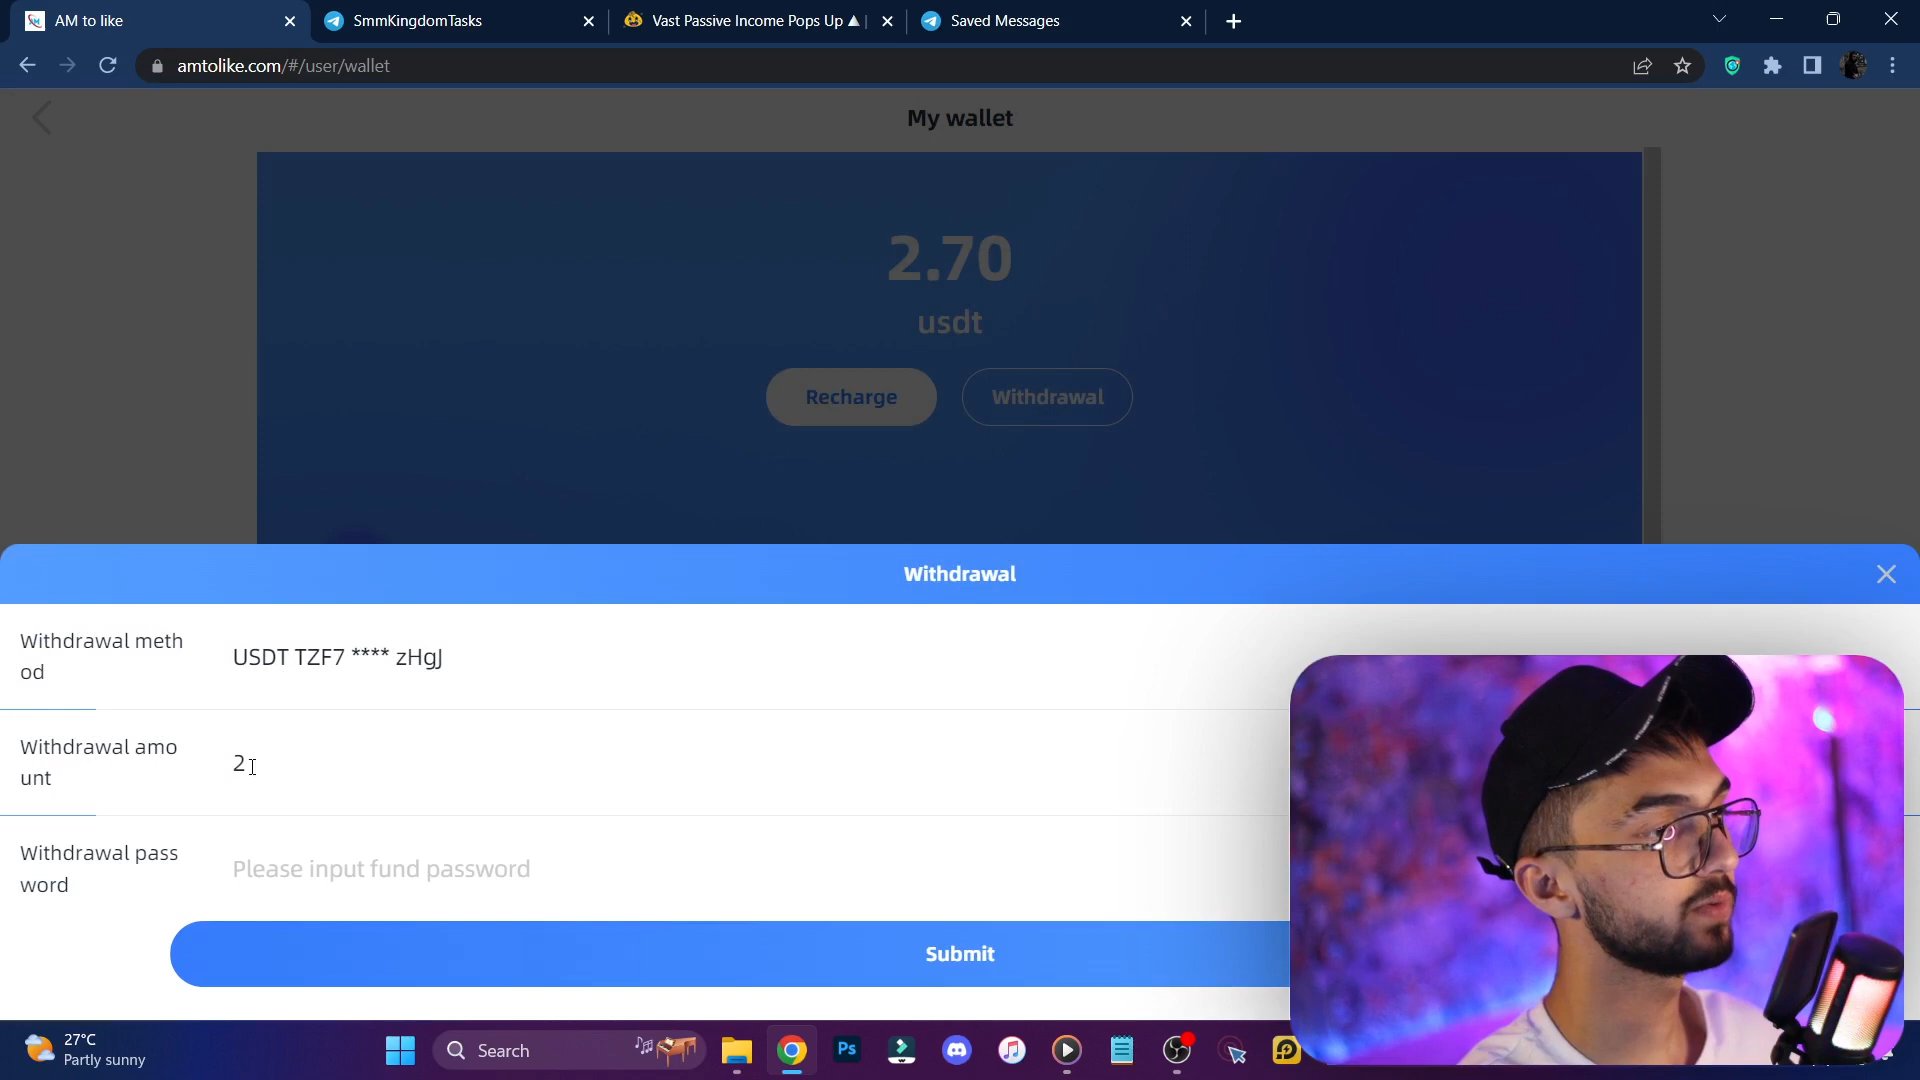 AM to like
SmmKingdomTasks
Vast Passive Income Pops Up ▲ |
Saved Messages
amtolike.com/#/user/wallet
My wallet
2.70
usdt
Recharge
Withdrawal
Withdrawal
Withdrawal meth
od
USDT TZF7 **** zHgJ
Withdrawal amo
unt
2
Withdrawal pass
word
Please input fund password
Submit
27°C
Partly sunny
Search
Ps